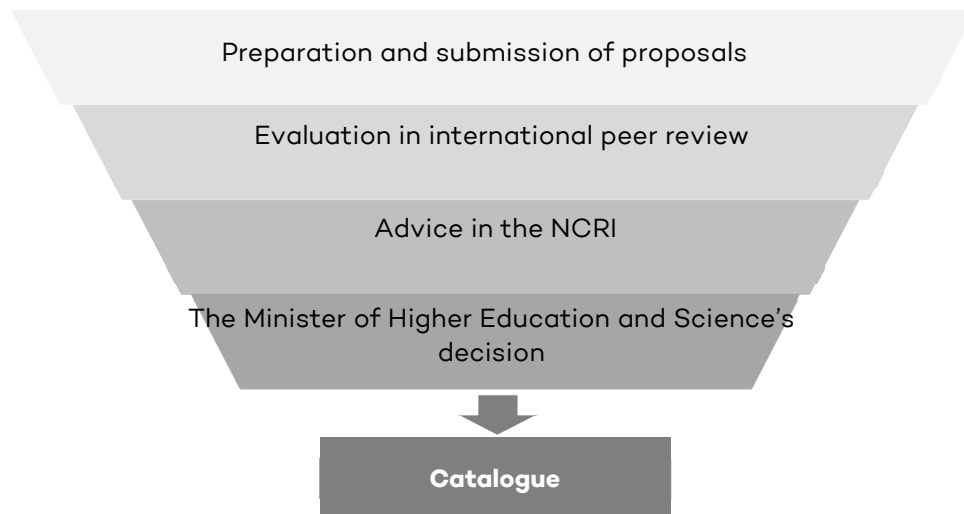 Preparation and submission of proposals
Evaluation in international peer review
Advice in the NCRI
The Minister of Higher Education and Science’s
decision
Catalogue